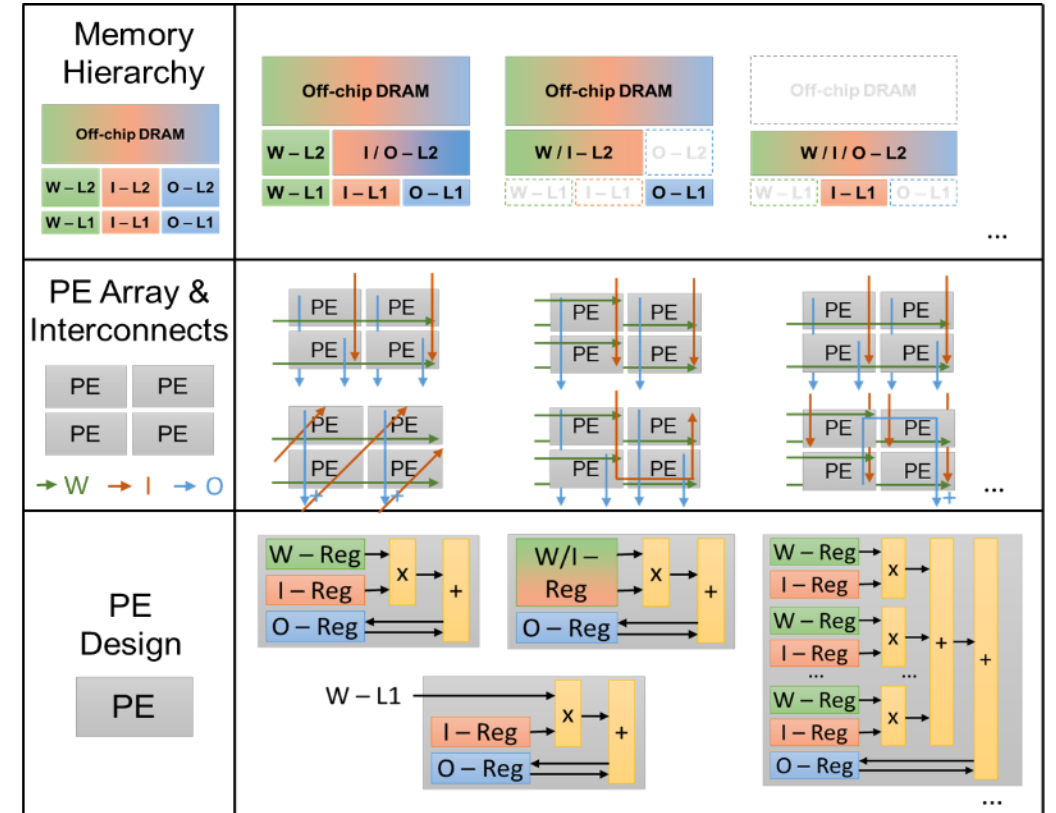 Memory
Hierarchy
Off-chip DRAM
W – L2 I – L2 O – L2
W – L1 I – L1 O – L1
Off-chip DRAM
W – L2 I / O – L2
W – L1 I – L1 O – L1
Off-chip DRAM
W / I – L2 O – L2
W – L1 I – L1 O – L1
Off-chip DRAM
W / I / O – L2
W – L1 I – L1 O – L1
...
PE Array &
Interconnects
PE PE
PE PE
W I O
PE PE
PE PE
PE PE
PE PE
PE PE
PE PE
PE PE
PE PE
+ +
PE PE
PE PE
PE PE
PE PE
+
...
PE
Design
PE
W – Reg
I – Reg
O – Reg
x
+
W/I –
Reg
O – Reg
x
+
W – L1
I – Reg
O – Reg
x
+
W – Reg
I – Reg
x
W – Reg
I – Reg
x
... ...
W – Reg
I – Reg
x
O – Reg
+
+
...